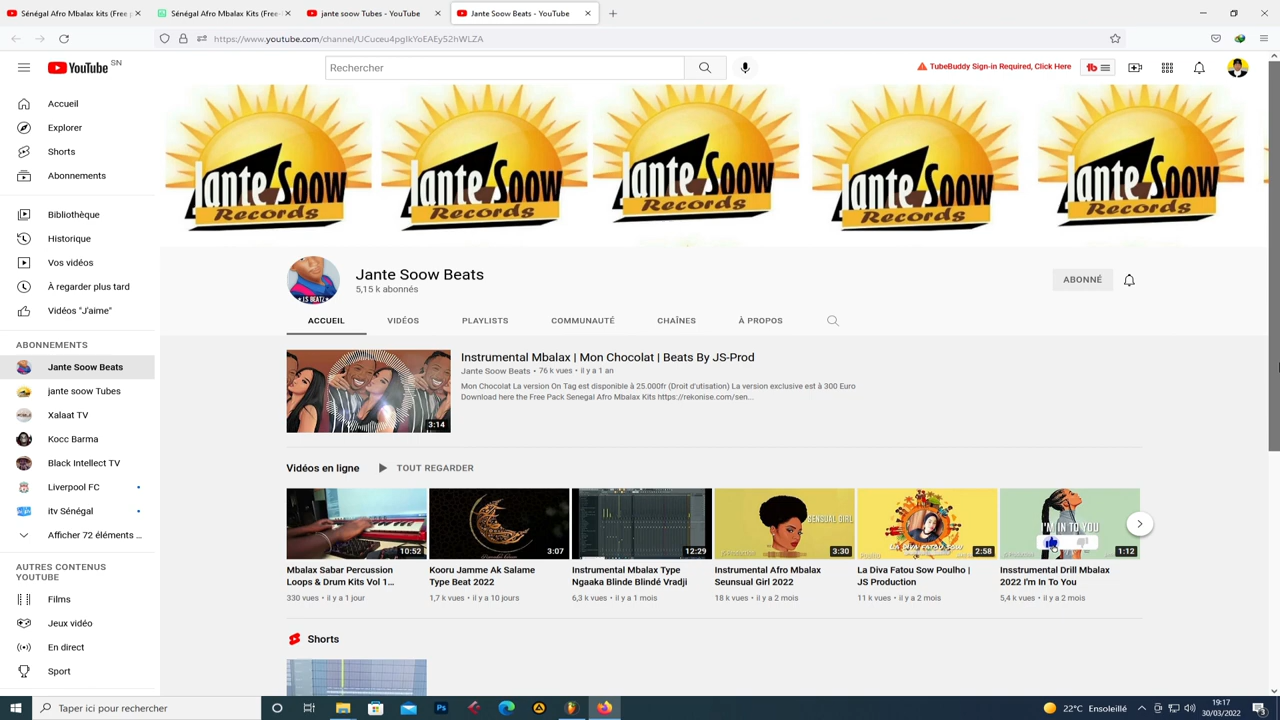 Sénégal Afro Mbalax kits (Free
Sénégal Afro Mbalax Kits (Free
jante soow Tubes - YouTube
Jante Soow Beats - YouTube
https://www.youtube.com/channel/UCuceu4pglkYoEAEy52hWLZA
YouTube SN
Rechercher
TubeBuddy Sign-in Required, Click Here
Accueil
Explorer
Shorts
Abonnements
Bibliothèque
Historique
Vos vidéos
À regarder plus tard
Vidéos "J'aime"
ABONNEMENTS
Jante Soow Beats
jante soow Tubes
Xalaat TV
Kocc Barma
Black Intellect TV
Liverpool FC
itv Sénégal
Afficher 72 éléments ...
AUTRES CONTENUS
YOUTUBE
Films
Jeux vidéo
En direct
Sport
Jante Soow
Records
Jante Soow
Records
Jante Soow
Records
Jante Soow
Records
Jante Soow
Records
J.S BEATZ
Jante Soow Beats
5,15 k abonnés
ABONNÉ
ACCUEIL
VIDÉOS
PLAYLISTS
COMMUNAUTÉ
CHAÎNES
À PROPOS
3:14
Instrumental Mbalax | Mon Chocolat | Beats By JS-Prod
Jante Soow Beats • 76 k vues • il y a 1 an
Mon Chocolat La version On Tag est disponible à 25.000fr (Droit d'utisation) La version exclusive est à 300 Euro
Download here the Free Pack Senegal Afro Mbalax Kits https://rekonise.com/sen...
Vidéos en ligne
TOUT REGARDER
10:52
Mbalax Sabar Percussion
Loops & Drum Kits Vol 1...
330 vues • il y a 1 jour
3:07
Kooru Jamme Ak Salame
Type Beat 2022
1,7 k vues • il y a 10 jours
12:29
Instrumental Mbalax Type
Ngaaka Blinde Blindé Vradji
6,3 k vues • il y a 1 mois
SENSUAL GIRL
3:30
Instrumental Afro Mbalax
Seunsual Girl 2022
18 k vues • il y a 2 mois
LA DIVA FATOU SOW
2:58
La Diva Fatou Sow Poulho |
JS Production
11 k vues • il y a 2 mois
I'M IN TO YOU
1:12
Insstrumental Drill Mbalax
2022 I'm In To You
5,4 k vues • il y a 2 mois
Shorts
Taper ici pour rechercher
Ps
22°C Ensoleillé
19:17
30/03/2022
3